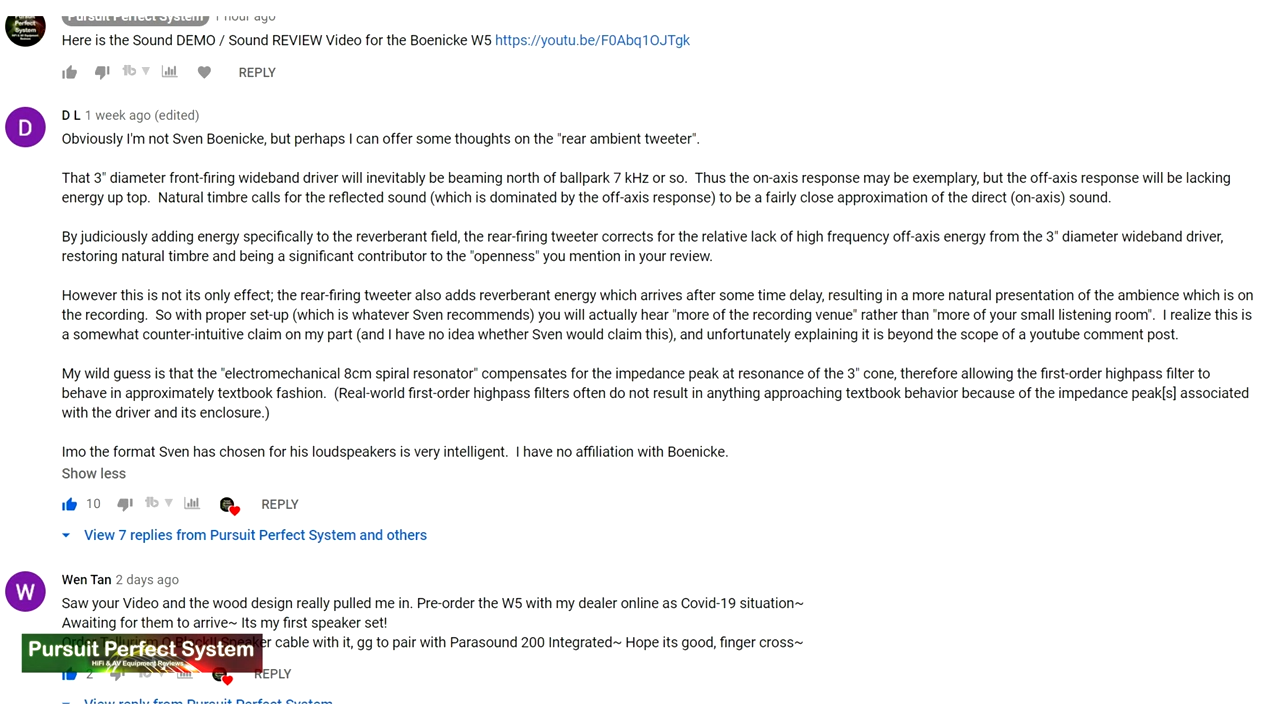 Pursuit
Perfect
System
Pursuit Perfect System 1 hour ago
Here is the Sound DEMO / Sound REVIEW Video for the Boenicke W5 https://youtu.be/F0Abq1OJTgk
REPLY
D
D L 1 week ago (edited)
Obviously I'm not Sven Boenicke, but perhaps I can offer some thoughts on the "rear ambient tweeter".
That 3" diameter front-firing wideband driver will inevitably be beaming north of ballpark 7 kHz or so. Thus the on-axis response may be exemplary, but the off-axis response will be lacking
energy up top. Natural timbre calls for the reflected sound (which is dominated by the off-axis response) to be a fairly close approximation of the direct (on-axis) sound.
By judiciously adding energy specifically to the reverberant field, the rear-firing tweeter corrects for the relative lack of high frequency off-axis energy from the 3" diameter wideband driver,
restoring natural timbre and being a significant contributor to the "openness" you mention in your review.
However this is not its only effect; the rear-firing tweeter also adds reverberant energy which arrives after some time delay, resulting in a more natural presentation of the ambience which is on
the recording. So with proper set-up (which is whatever Sven recommends) you will actually hear "more of the recording venue" rather than "more of your small listening room". I realize this is
a somewhat counter-intuitive claim on my part (and I have no idea whether Sven would claim this), and unfortunately explaining it is beyond the scope of a youtube comment post.
My wild guess is that the "electromechanical 8cm spiral resonator" compensates for the impedance peak at resonance of the 3" cone, therefore allowing the first-order highpass filter to
behave in approximately textbook fashion. (Real-world first-order highpass filters often do not result in anything approaching textbook behavior because of the impedance peak[s] associated
with the driver and its enclosure.)
Imo the format Sven has chosen for his loudspeakers is very intelligent. I have no affiliation with Boenicke.
Show less
10 REPLY
View 7 replies from Pursuit Perfect System and others
W
Wen Tan 2 days ago
Saw your Video and the wood design really pulled me in. Pre-order the W5 with my dealer online as Covid-19 situation~
Awaiting for them to arrive~ Its my first speaker set!
cable with it, gg to pair with Parasound 200 Integrated~ Hope its good, finger cross~
Pursuit Perfect System
HiFi & AV Equipment Reviews
2 REPLY
View reply from Pursuit Perfect System